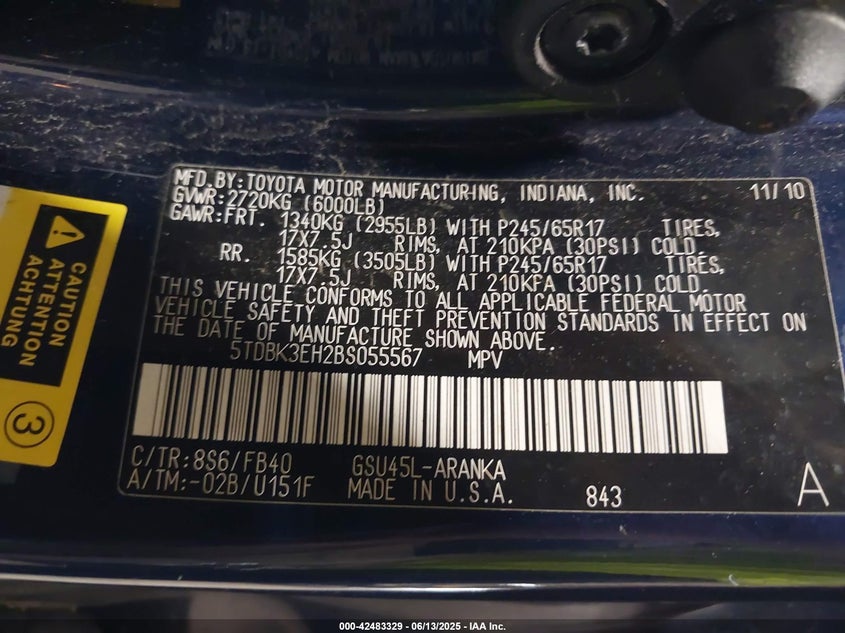 MFD.BY:TOYOTA MOTOR MANUFACTURING, INDIANA, INC. 11/10
GVWR:2720KG (6000LB)
GAWR:FRT. 1340KG (2955LB) WITH P245/65R17 TIRES,
17X7.5J RIMS, AT 210KPA (30PSI) COLD.
RR. 1585KG (3505LB) WITH P245/65R17 TIRES,
17X7.5J RIMS, AT 210KPA (30PSI) COLD.
THIS VEHICLE CONFORMS TO ALL APPLICABLE FEDERAL MOTOR
VEHICLE SAFETY AND THEFT PREVENTION STANDARDS IN EFFECT ON
THE DATE OF MANUFACTURE SHOWN ABOVE.
5TDBK3EH2BS055567 MPV
C/TR:8S6/FB40 GSU45L-ARANKA
A/TM:-02B/U151F MADE IN U.S.A. 843 A
CAUTION
ATTENTION
ACHTUNG
3
000-42483329 - 06/13/2025 - IAA Inc.